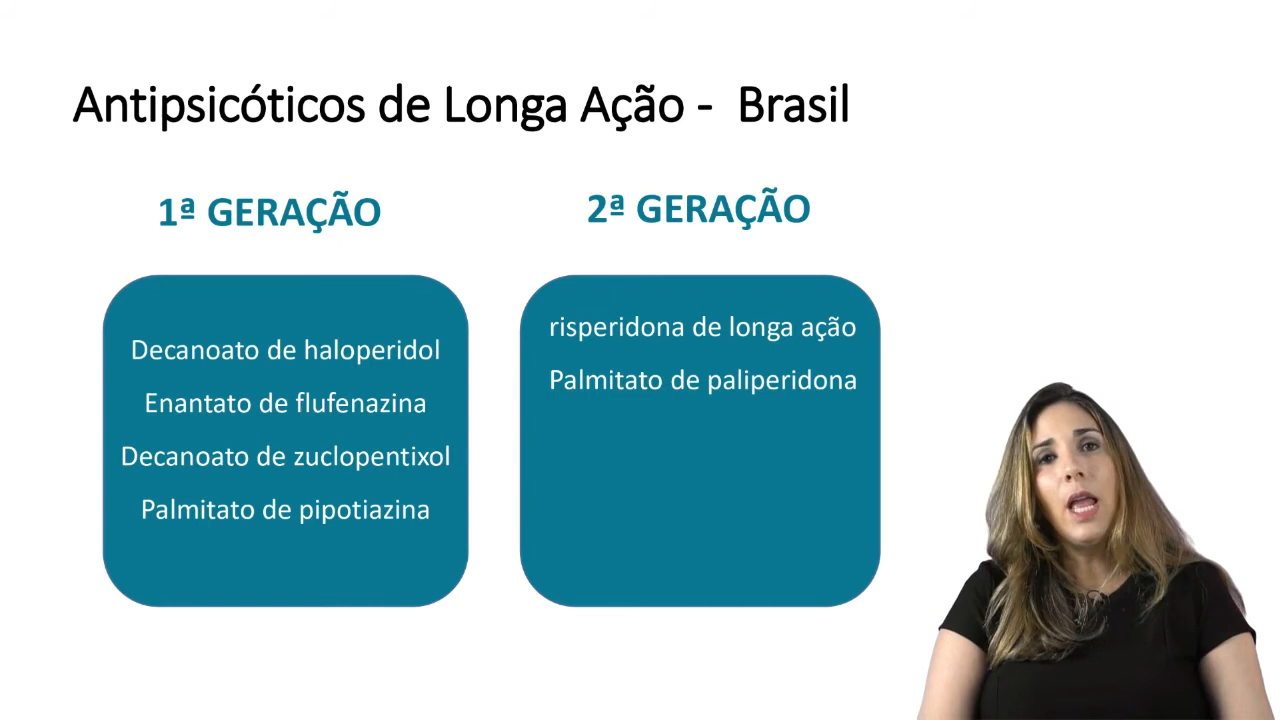 Antipsicóticos de Longa Ação - Brasil
1ª GERAÇÃO
2ª GERAÇÃO
Decanoato de haloperidol
Enantato de flufenazina
Decanoato de zuclopentixol
Palmitato de pipotiazina
risperidona de longa ação
Palmitato de paliperidona